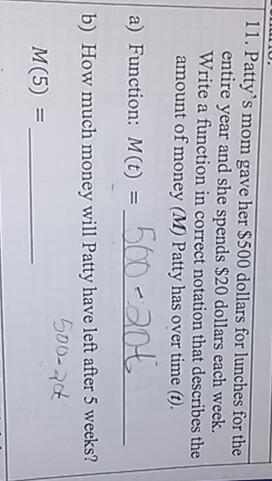 11. Patty's mom gave her $500 dollars for lunches for the
entire year and she spends $20 dollars each week.
Write a function in correct notation that describes the
amount of money (M) Patty has over time (t).
a) Function: M(t) = 500 - 20t
b) How much money will Patty have left after 5 weeks?
500-2t
M(5) = ________